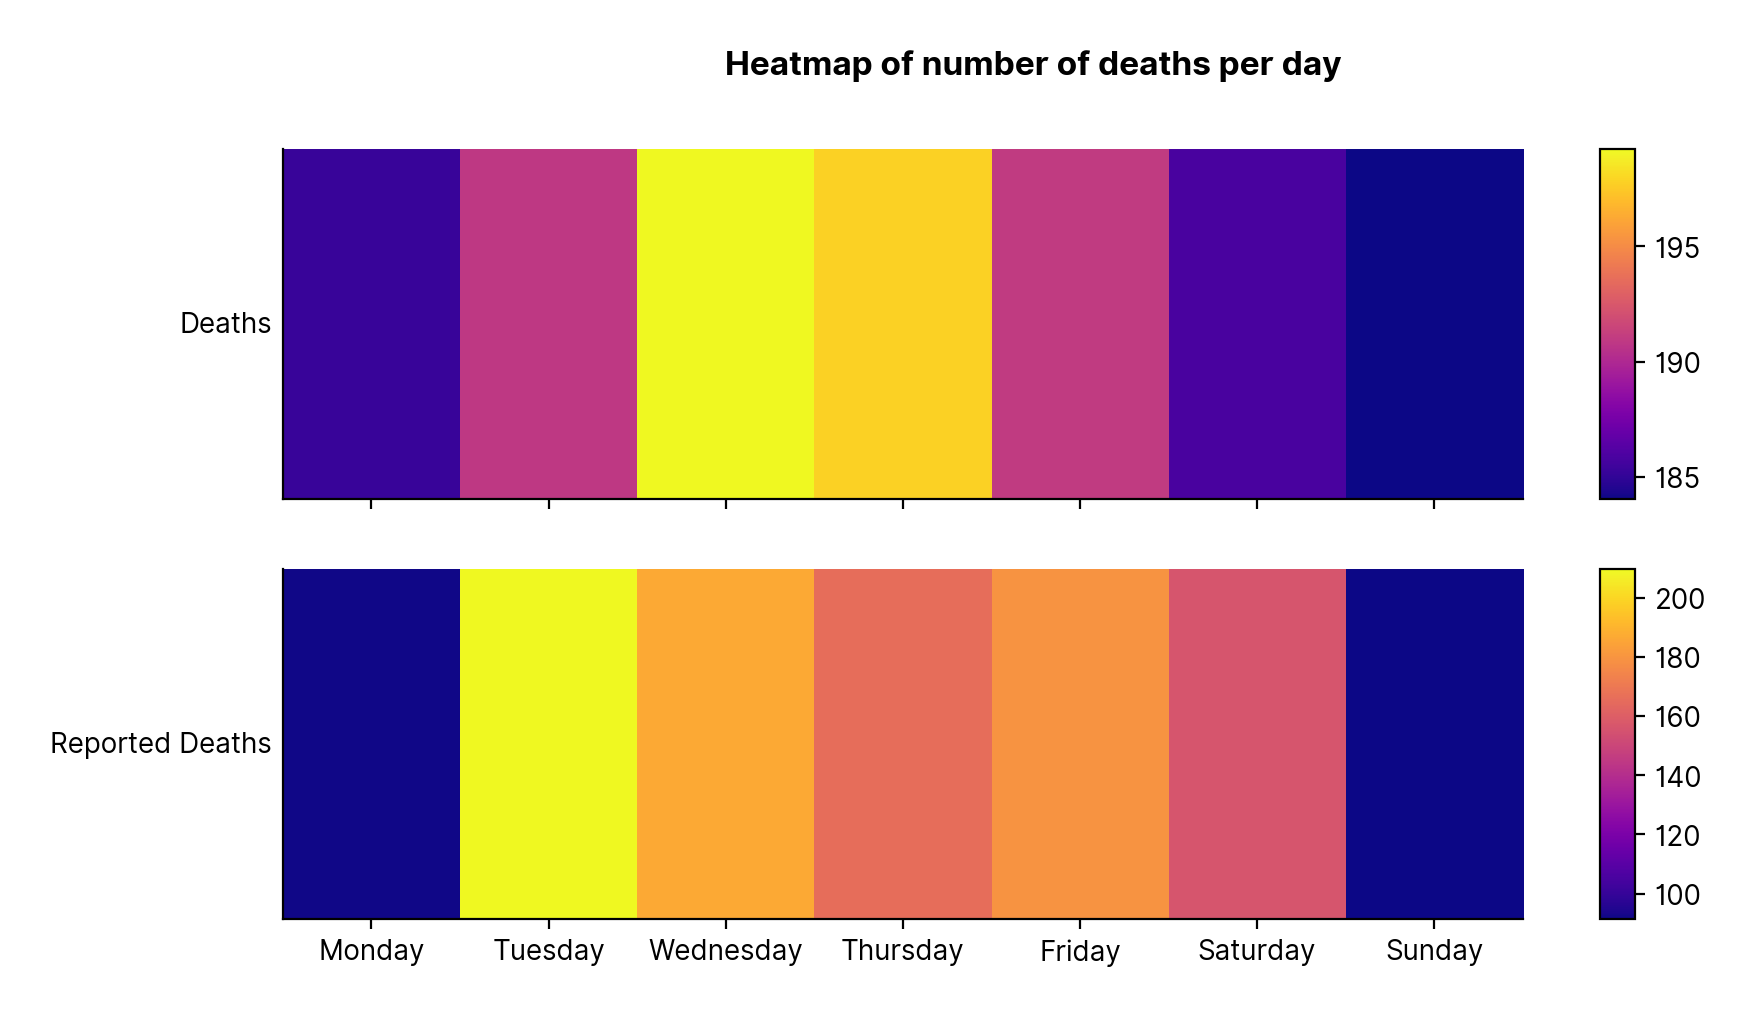 Heatmap of number of deaths per day
Deaths
195
190
185
Reported Deaths
200
180
160
140
120
100
Monday Tuesday Wednesday Thursday Friday Saturday Sunday